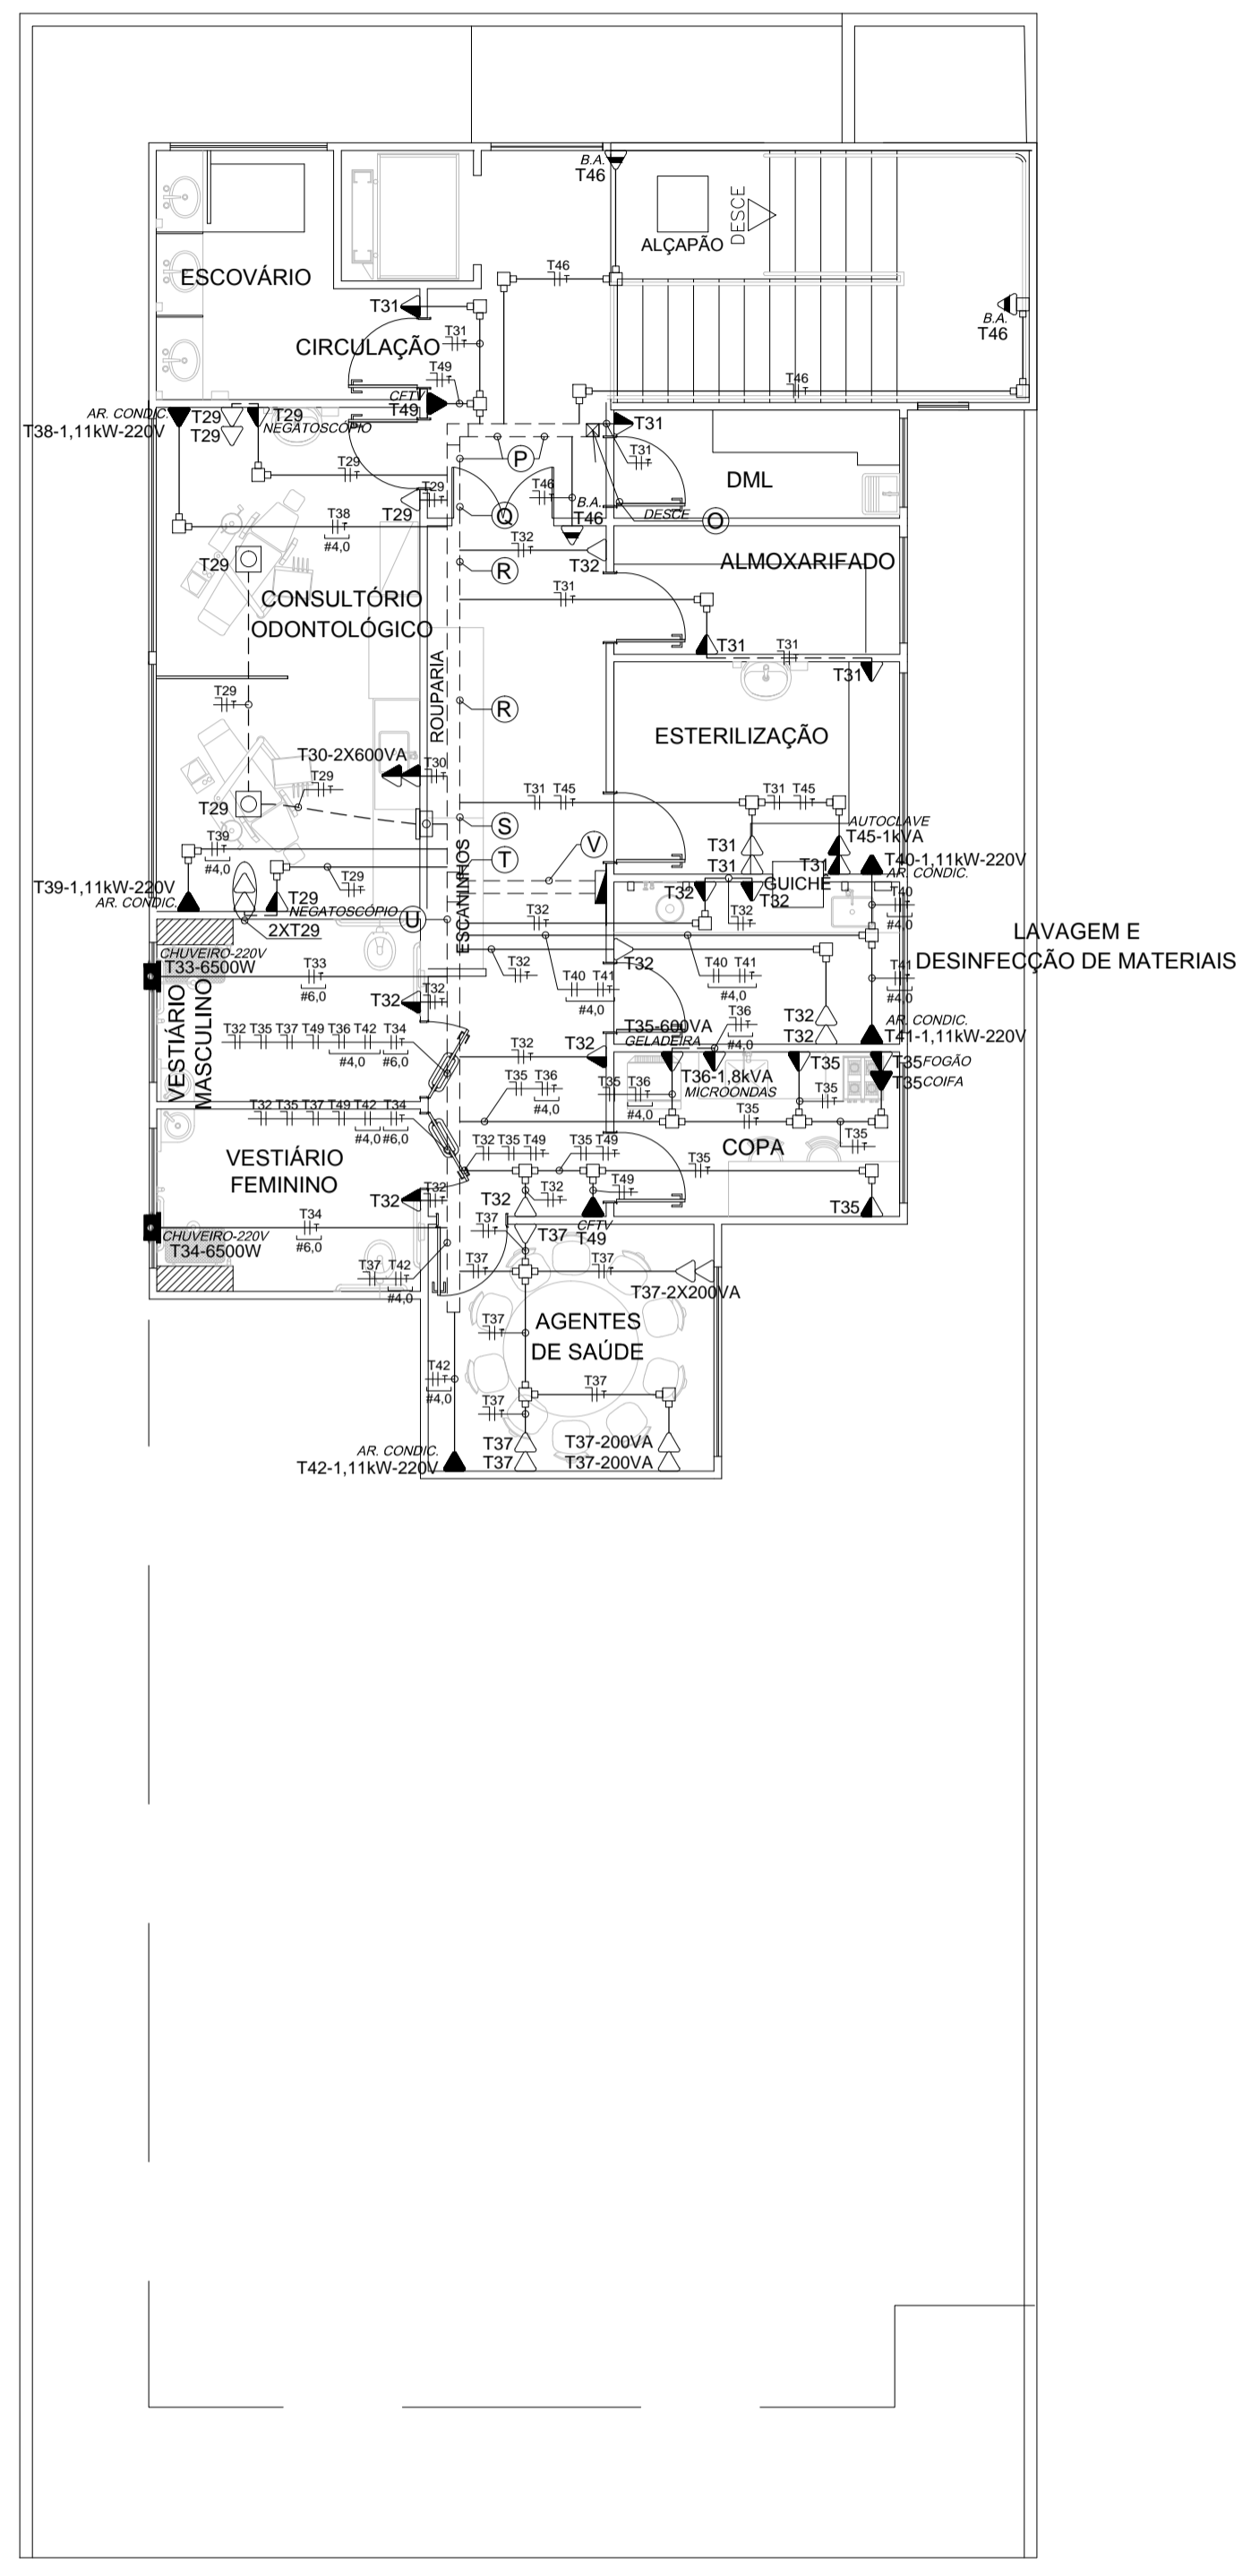 B.A.
T46
ALÇAPÃO
DESCE
ESCOVÁRIO
T46
T31
B.A.
T46
T31
CIRCULAÇÃO
T49
T46
CFTV
T49
AR. CONDIC.
T38-1,11kW-220V
T29
T29
T29
NEGATOSCÓPIO
T31
T31
P
T29
T29
T29
T46
B.A.
T46
DML
DESCE
O
Q
T38
#4,0
T32
T32
ALMOXARIFADO
T29
R
CONSULTÓRIO
ODONTOLÓGICO
T31
T31
T31
T31
ROUPARIA
T29
R
ESTERILIZAÇÃO
T30-2X600VA
T30
T29
T29
T31
T45
T31
T45
S
AUTOCLAVE
T45-1kVA
T39
#4,0
T
V
T31
T31
T31
T40-1,11kW-220V
AR. CONDIC.
T39-1,11kW-220V
AR. CONDIC.
T29
T29
NEGATOSCÓPIO
2XT29
U
ESCANINHOS
GUICHÊ
T32
T32
T32
T32
T40
#4,0
LAVAGEM E
DESINFECÇÃO DE MATERIAIS
CHUVEIRO-220V
T33-6500W
T33
#6,0
T32
T32
T40
T41
#4,0
T40
T41
#4,0
T41
#4,0
VESTIÁRIO
MASCULINO
T32
T32
T32
T32
AR. CONDIC.
T41-1,11kW-220V
T32
T35
T37
T49
T36
T42
T34
#4,0
#6,0
T35-600VA
GELADEIRA
T36
#4,0
T32
T32
T36-1,8kVA
MICROONDAS
T35
T35
FOGÃO
T35
COIFA
T35
T36
#4,0
T35
T36
#4,0
T35
T35
T35
T32
T35
T37
T49
T42
T34
#4,0
#6,0
COPA
VESTIÁRIO
FEMININO
T32
T35
T49
T35
T49
T35
T32
T32
T32
T32
T49
T35
CFTV
T49
CHUVEIRO-220V
T34-6500W
T34
#6,0
T37
T37
T37
T42
#4,0
T37
T37
T37-2X200VA
AGENTES
DE SAÚDE
T37
T42
#4,0
T37
T37
AR. CONDIC.
T42-1,11kW-220V
T37
T37
T37-200VA
T37-200VA